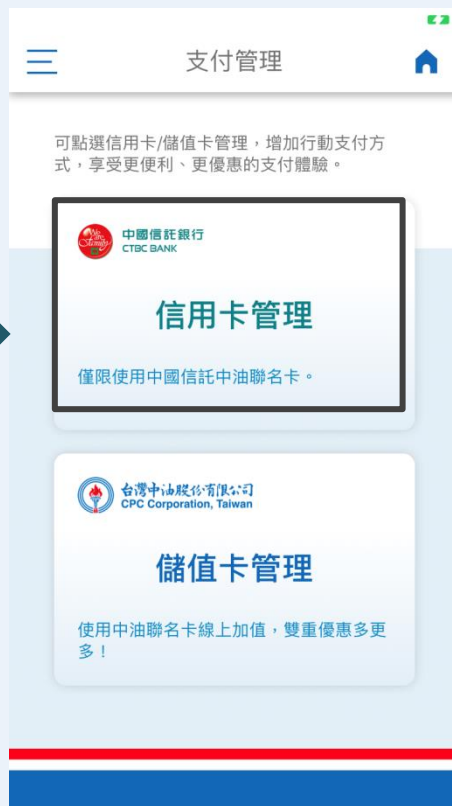 支付管理
可點選信用卡/儲值卡管理，增加行動支付方
式，享受更便利、更優惠的支付體驗。
We are Family
中國信託銀行
CTBC BANK
信用卡管理
僅限使用中國信託中油聯名卡。
台灣中油股份有限公司
CPC Corporation, Taiwan
儲值卡管理
使用中油聯名卡線上加值，雙重優惠多更
多！